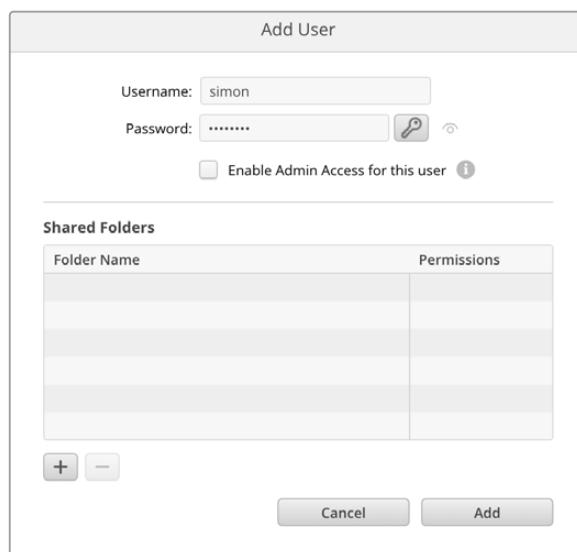 Add User
Username: simon
Password: ••••••••
Enable Admin Access for this user i
Shared Folders
Folder Name Permissions
+ −
Cancel Add